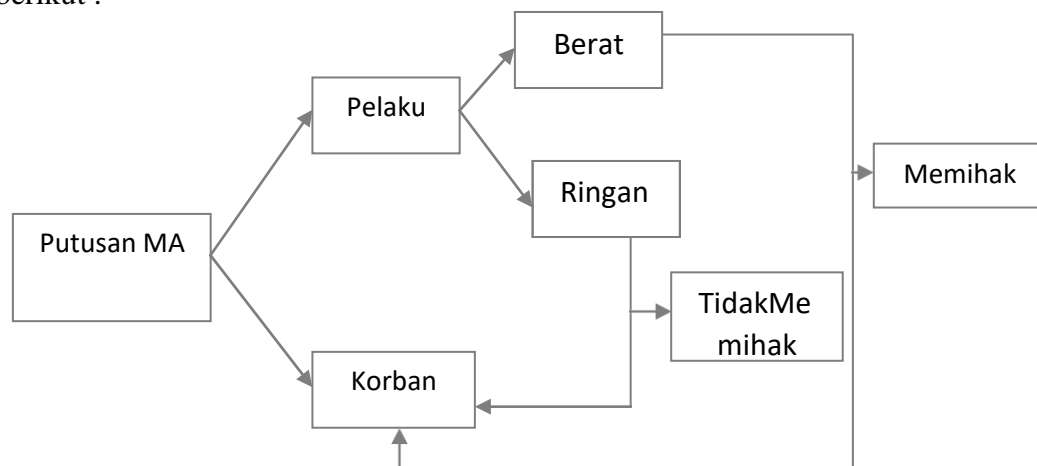 berikut :
Berat
Pelaku
Ringan
Memihak
Putusan MA
TidakMe
mihak
Korban